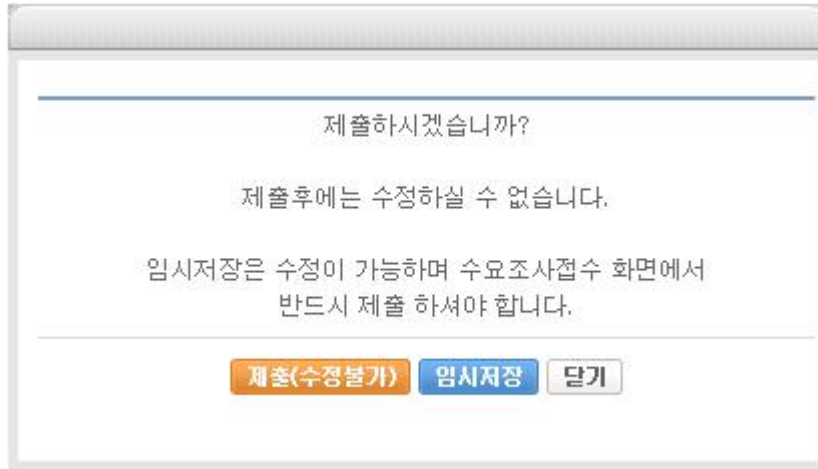 제출하시겠습니까?
제출후에는 수정하실 수 없습니다.
임시저장은 수정이 가능하며 수요조사접수 화면에서
반드시 제출 하셔야 합니다.
제출(수정불가) 임시저장 닫기